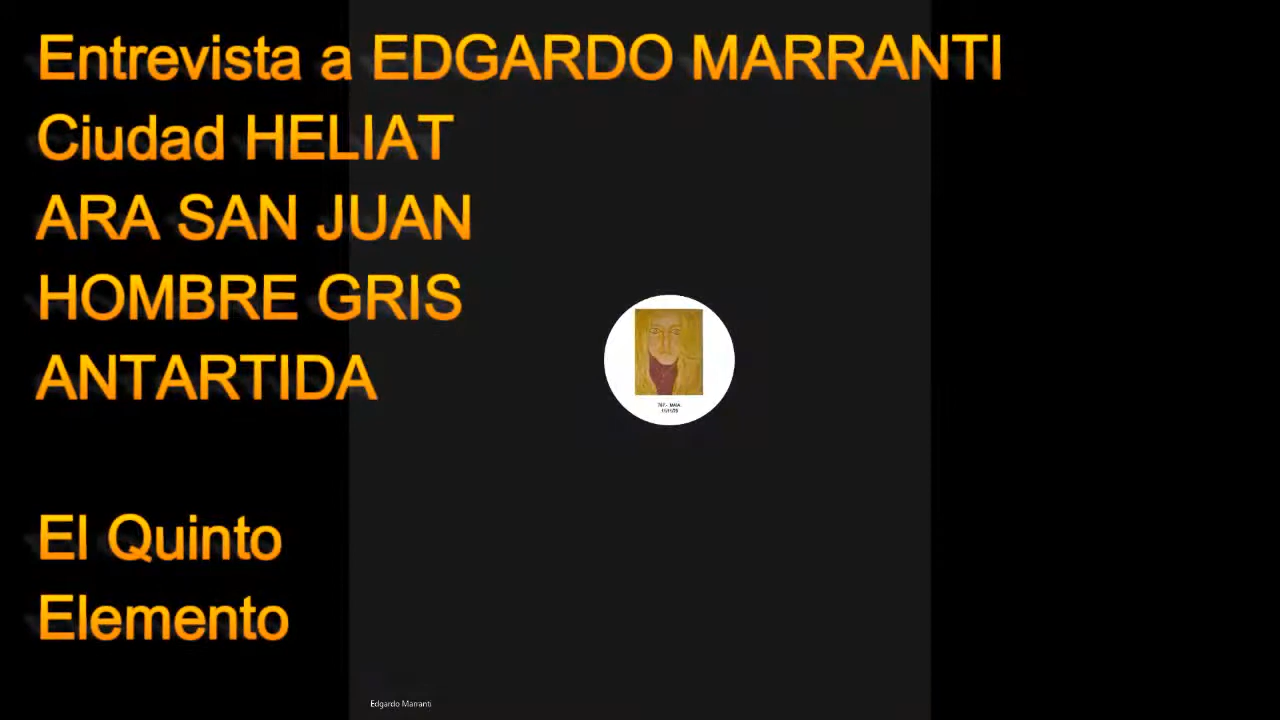 Entrevista a EDGARDO MARRANTI
Ciudad HELIAT
ARA SAN JUAN
HOMBRE GRIS
ANTARTIDA
El Quinto
Elemento
Edgardo Marranti